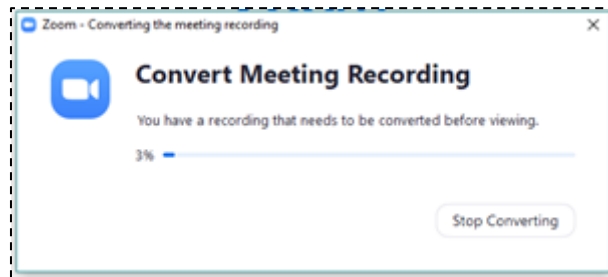 Zoom - Converting the meeting recording
Convert Meeting Recording
You have a recording that needs to be converted before viewing.
3%
Stop Converting